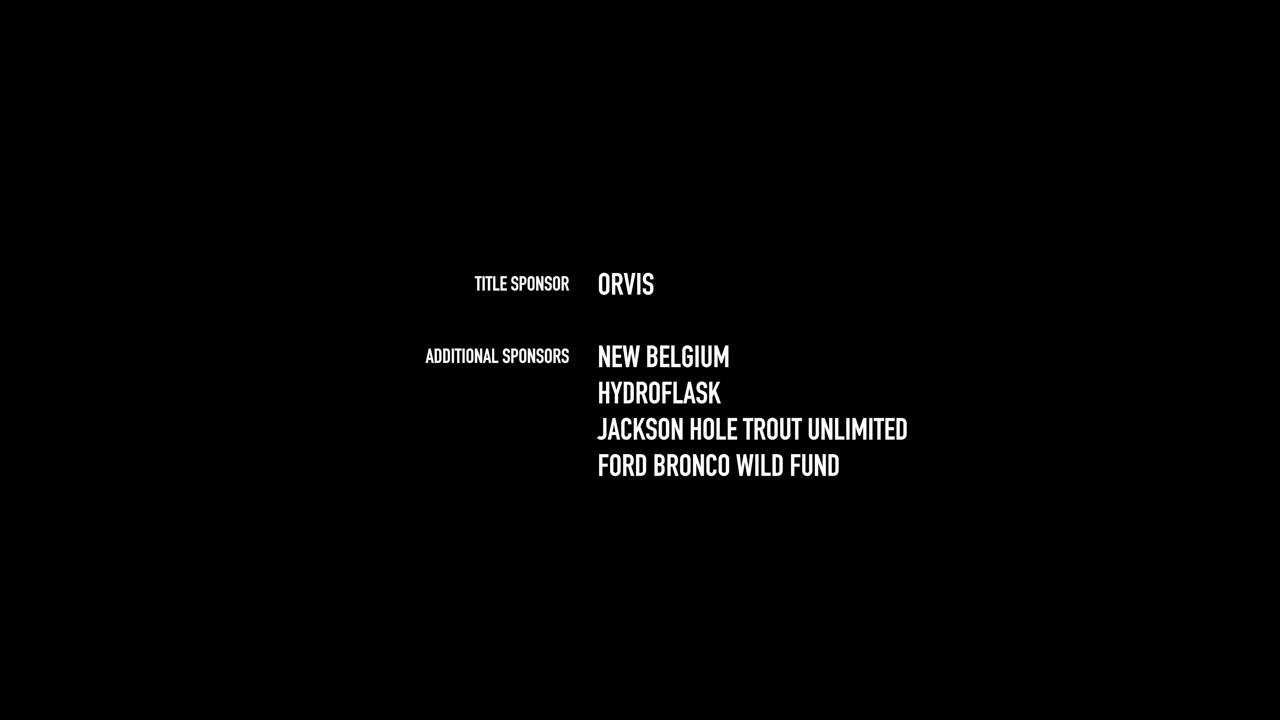 TITLE SPONSOR ORVIS
ADDITIONAL SPONSORS NEW BELGIUM
HYDROFLASK
JACKSON HOLE TROUT UNLIMITED
FORD BRONCO WILD FUND